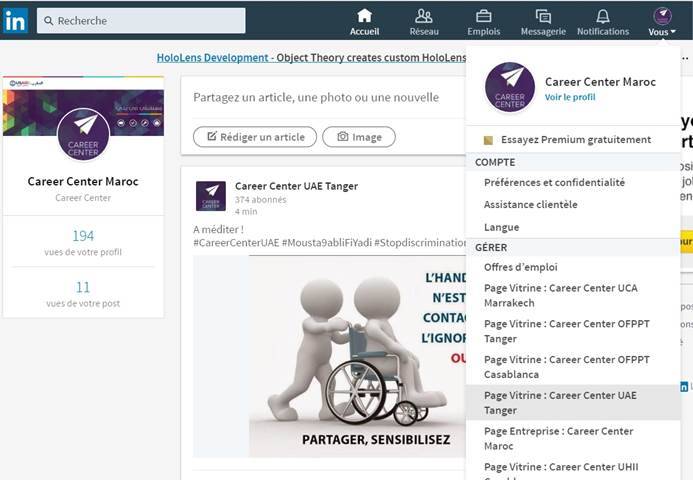 in
Recherche
Accueil
Réseau
Emplois
Messagerie
Notifications
Vous
HoloLens Development - Object Theory creates custom HoloLens
USAID
CAREER
CENTER
Career Center Maroc
Career Center
194
vues de votre profil
11
vues de votre post
Partagez un article, une photo ou une nouvelle
Rédiger un article
Image
CAREER
CENTER
Career Center UAE Tanger
374 abonnés
4 min
A méditer !
#CareerCenterUAE #Mousta9abliFiYadi #Stopdiscrimination
L'HAND
N'EST
CONTAG
L'IGNOR
OU
PARTAGER, SENSIBILISEZ
CAREER
CENTER
Career Center Maroc
Voir le profil
Essayez Premium gratuitement
COMPTE
Préférences et confidentialité
Assistance clientèle
Langue
GÉRER
Offres d'emploi
Page Vitrine : Career Center UCA
Marrakech
Page Vitrine : Career Center OFPPT
Tanger
Page Vitrine : Career Center OFPPT
Casablanca
Page Vitrine : Career Center UAE
Tanger
Page Entreprise : Career Center
Maroc
Page Vitrine : Career Center UHII